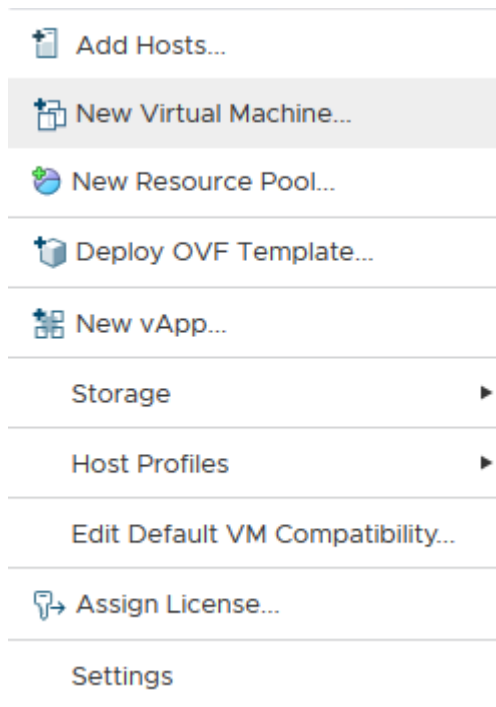 Add Hosts...
New Virtual Machine...
New Resource Pool...
Deploy OVF Template...
New vApp...
Storage
Host Profiles
Edit Default VM Compatibility...
Assign License...
Settings